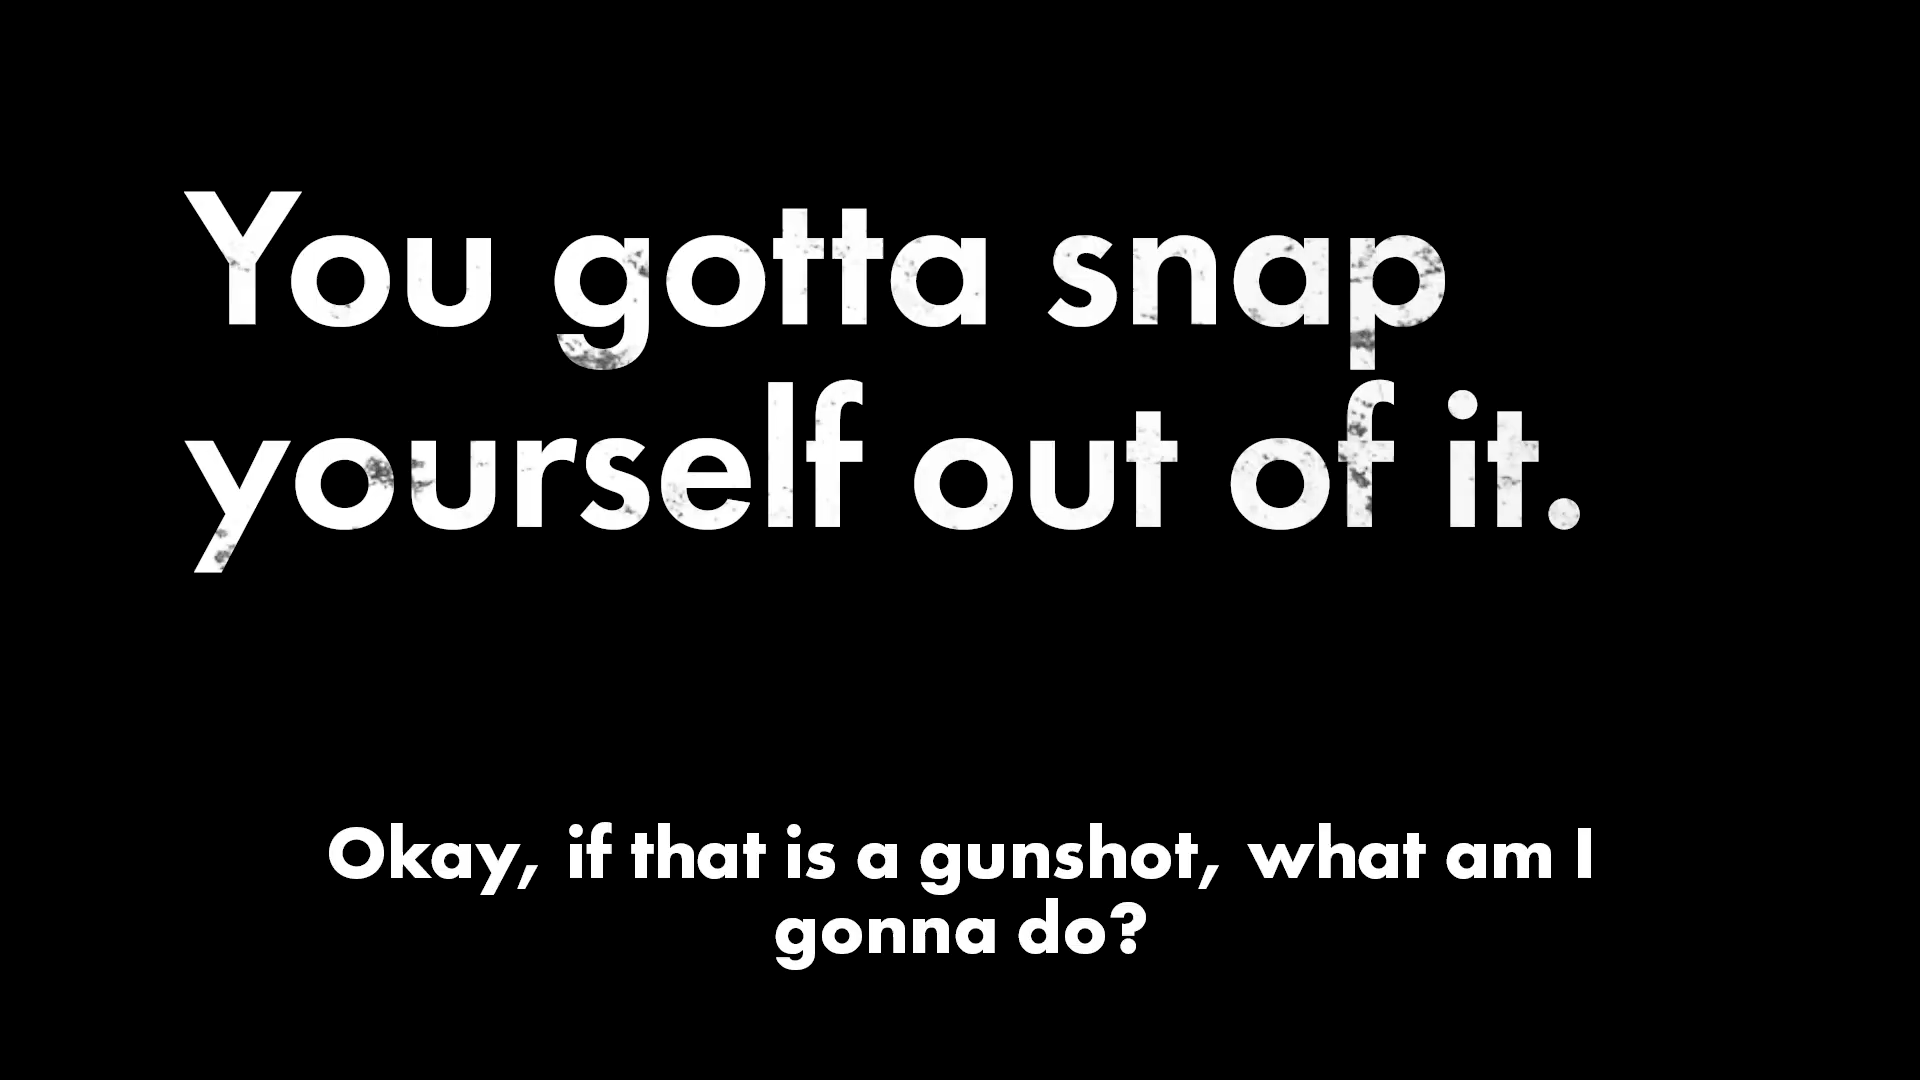 You gotta snap
yourself out of it.
Okay, if that is a gunshot, what am I
gonna do?